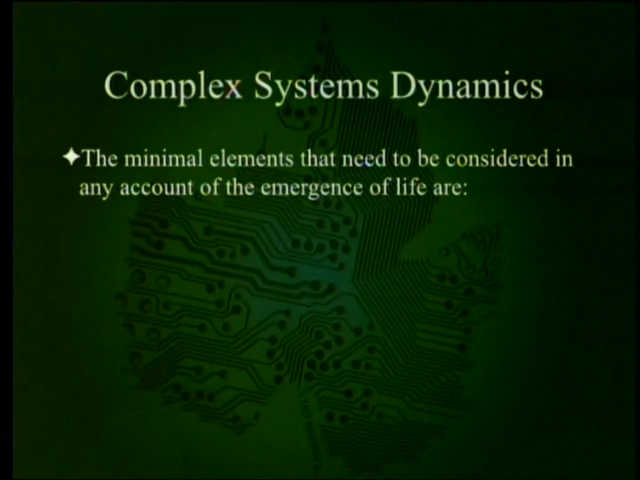 Complex Systems Dynamics
The minimal elements that need to be considered in
any account of the emergence of life are: